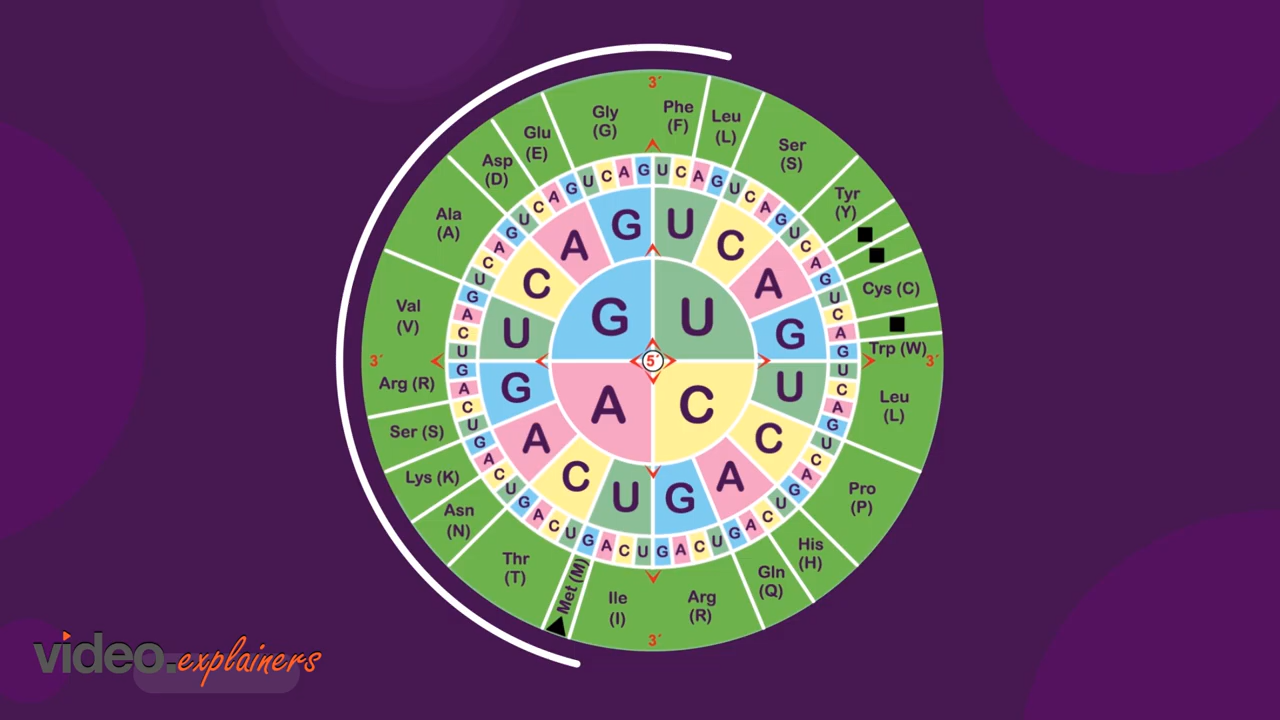 3´
Gly
(G)
Phe
(F)
Leu
(L)
Ser
(S)
Tyr
(Y)
Cys (C)
Trp (W)
3´
Leu
(L)
Pro
(P)
His
(H)
Gln
(Q)
Arg
(R)
3´
Ile
(I)
Met (M)
Thr
(T)
Asn
(N)
Lys (K)
Ser (S)
Arg (R)
3´
Val
(V)
Ala
(A)
Asp
(D)
Glu
(E)
U C A G U C A G U C A G U C A G
U C A G U C A G U C A G U C A G
U C A G U C A G U C A G U C A G
U C A G U C A G U C A G U C A G
U C A G
U C A G
U C A G
U C A G
G U
A C
5´
video.explainers